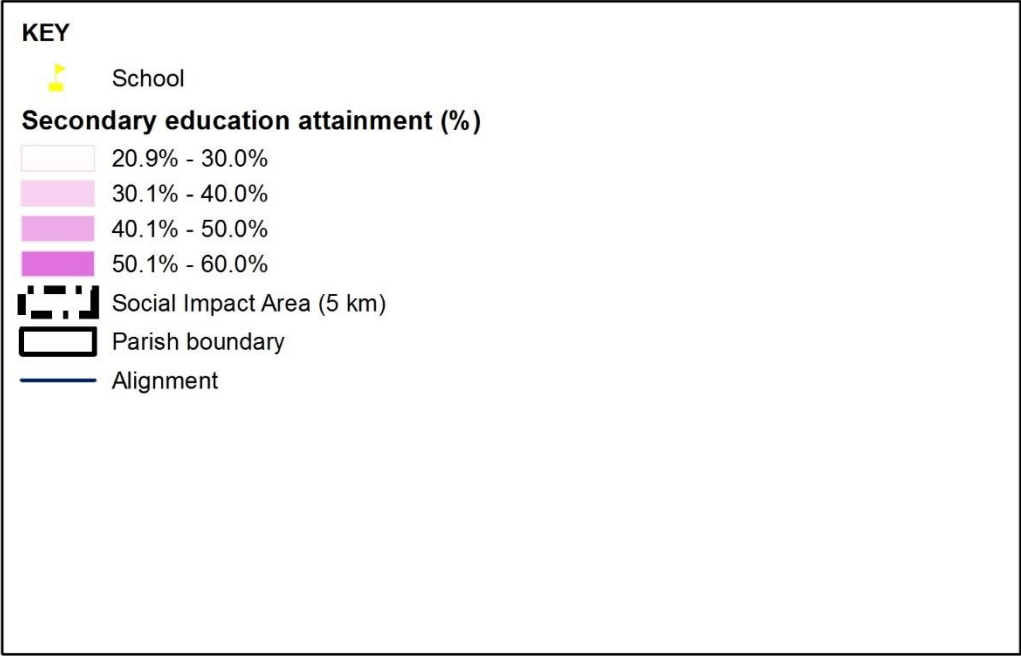 KEY
School
Secondary education attainment (%)
20.9% - 30.0%
30.1% - 40.0%
40.1% - 50.0%
50.1% - 60.0%
Social Impact Area (5 km)
Parish boundary
Alignment